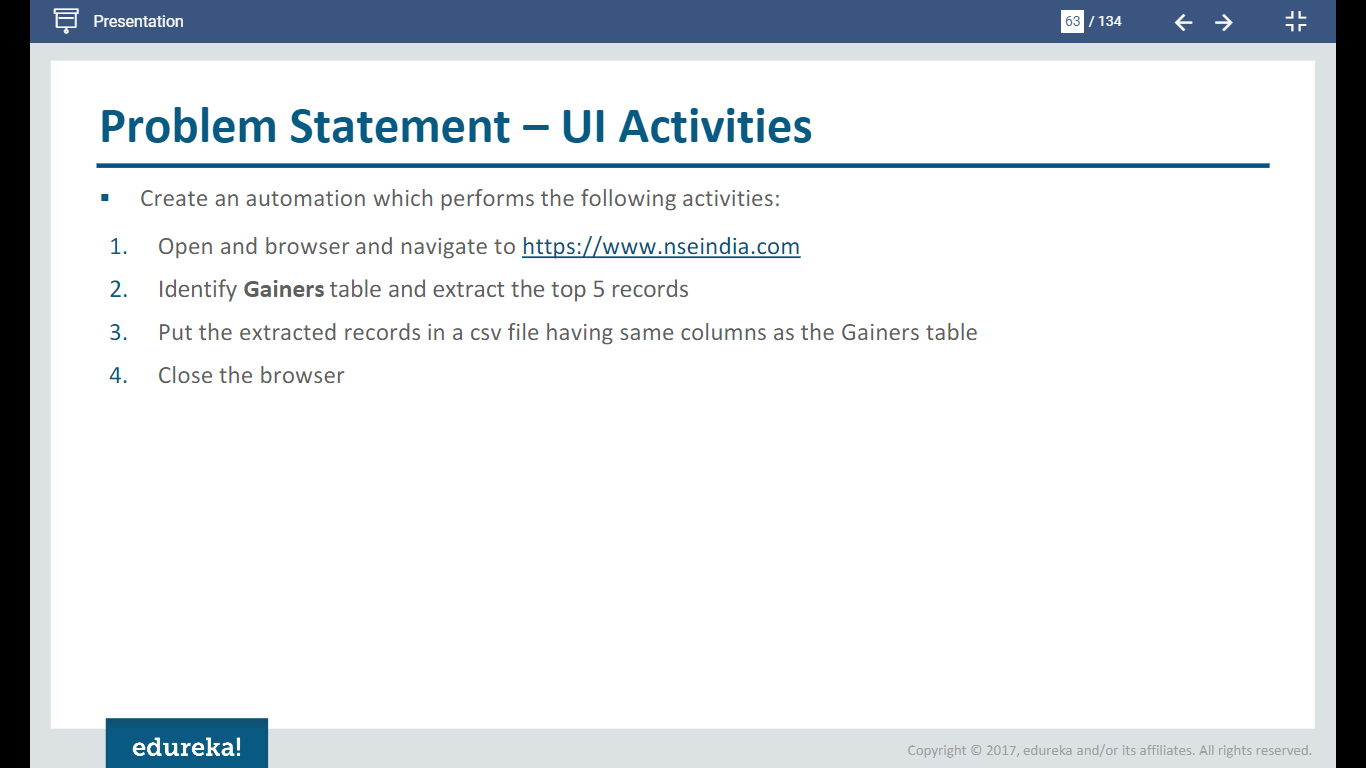 Presentation
63 / 134
Problem Statement – UI Activities
▪ Create an automation which performs the following activities:
1. Open and browser and navigate to https://www.nseindia.com
2. Identify Gainers table and extract the top 5 records
3. Put the extracted records in a csv file having same columns as the Gainers table
4. Close the browser
edureka!
Copyright © 2017, edureka and/or its affiliates. All rights reserved.